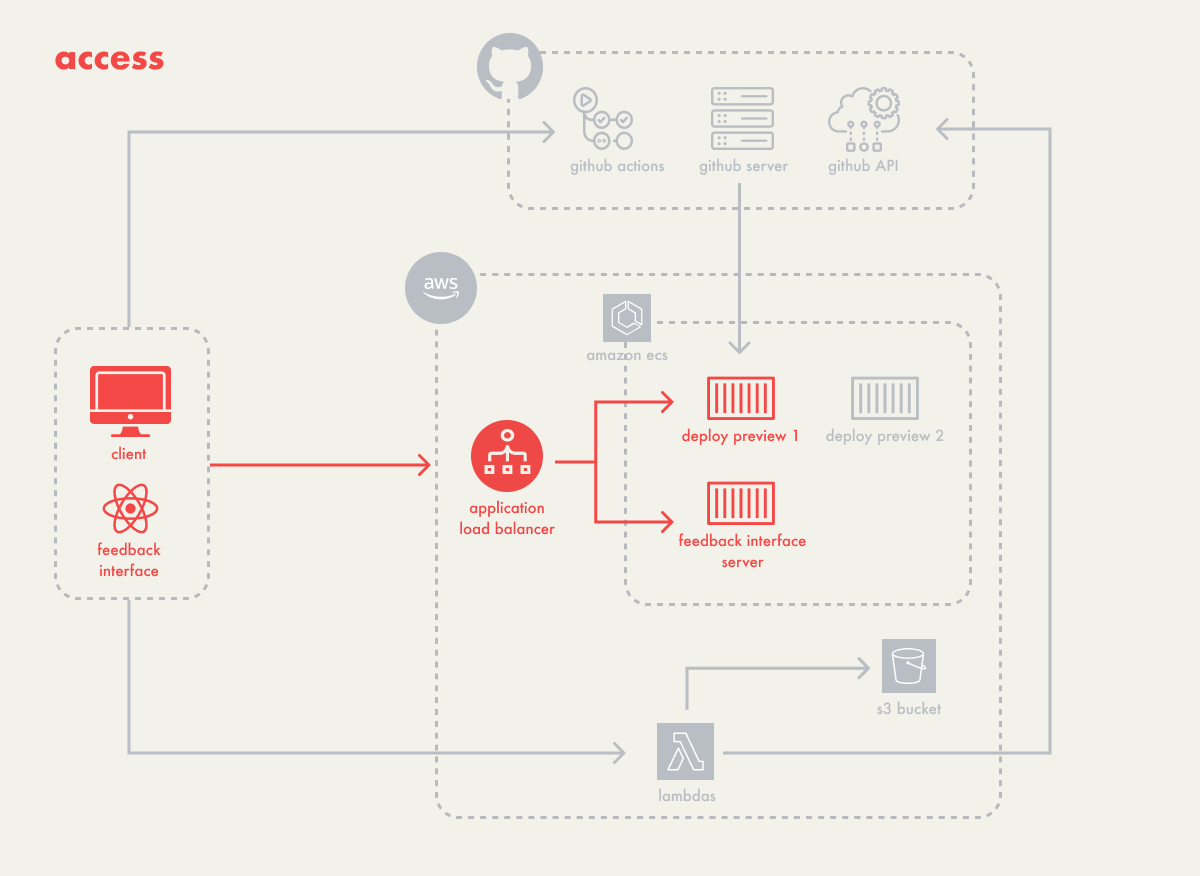 access
github actions
github server
github API
aws
amazon ecs
client
feedback
interface
application
load balancer
deploy preview 1
deploy preview 2
feedback interface
server
s3 bucket
lambdas